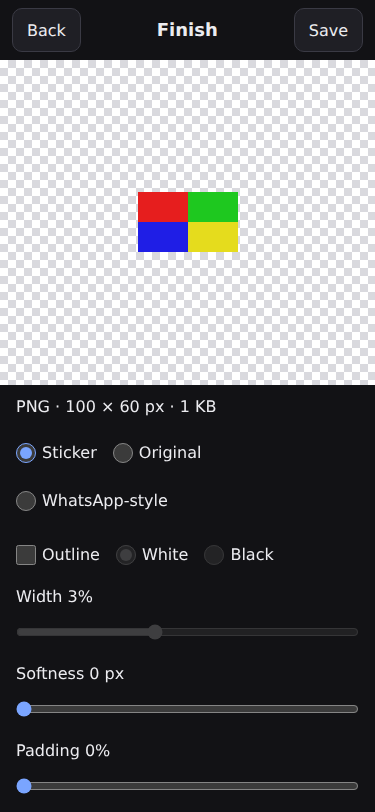 Back Finish Save
PNG · 100 × 60 px · 1 KB
Sticker Original
WhatsApp-style
Outline White Black
Width 3%
Softness 0 px
Padding 0%